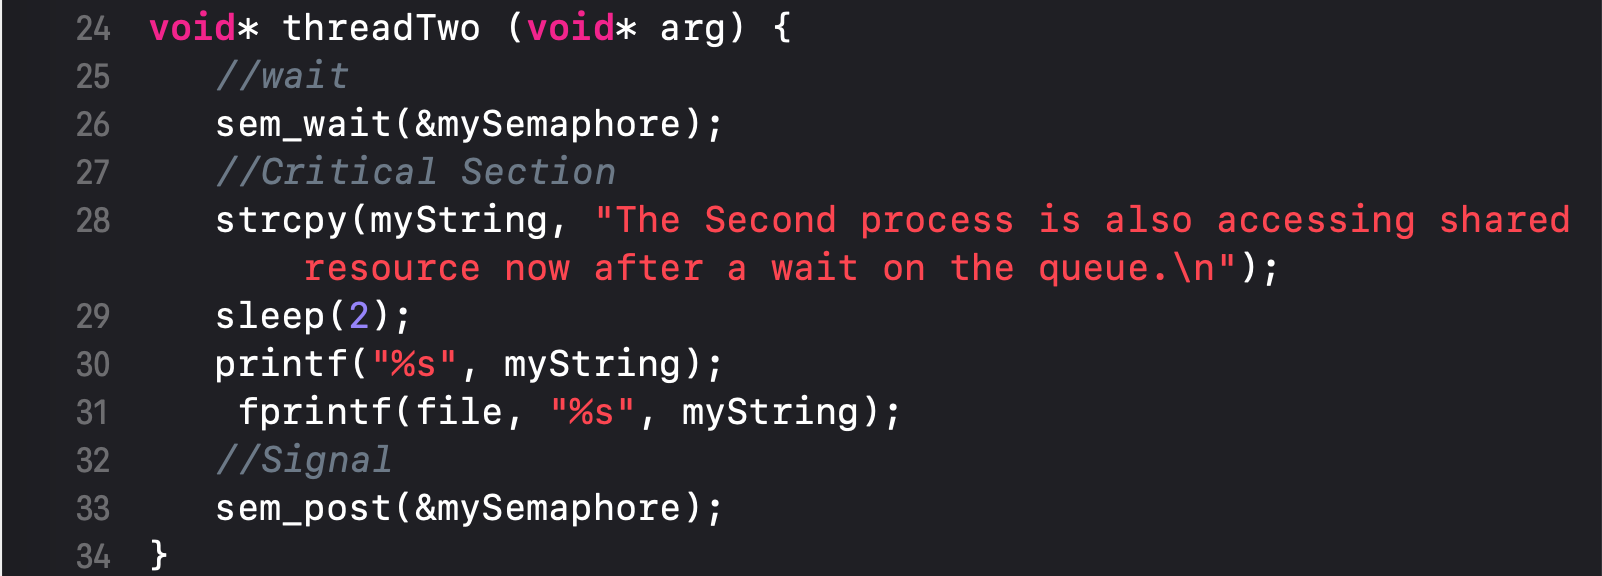 24 void* threadTwo (void* arg) {
25 //wait
26 sem_wait(&mySemaphore);
27 //Critical Section
28 strcpy(myString, "The Second process is also accessing shared
resource now after a wait on the queue.\n");
29 sleep(2);
30 printf("%s", myString);
31 fprintf(file, "%s", myString);
32 //Signal
33 sem_post(&mySemaphore);
34 }